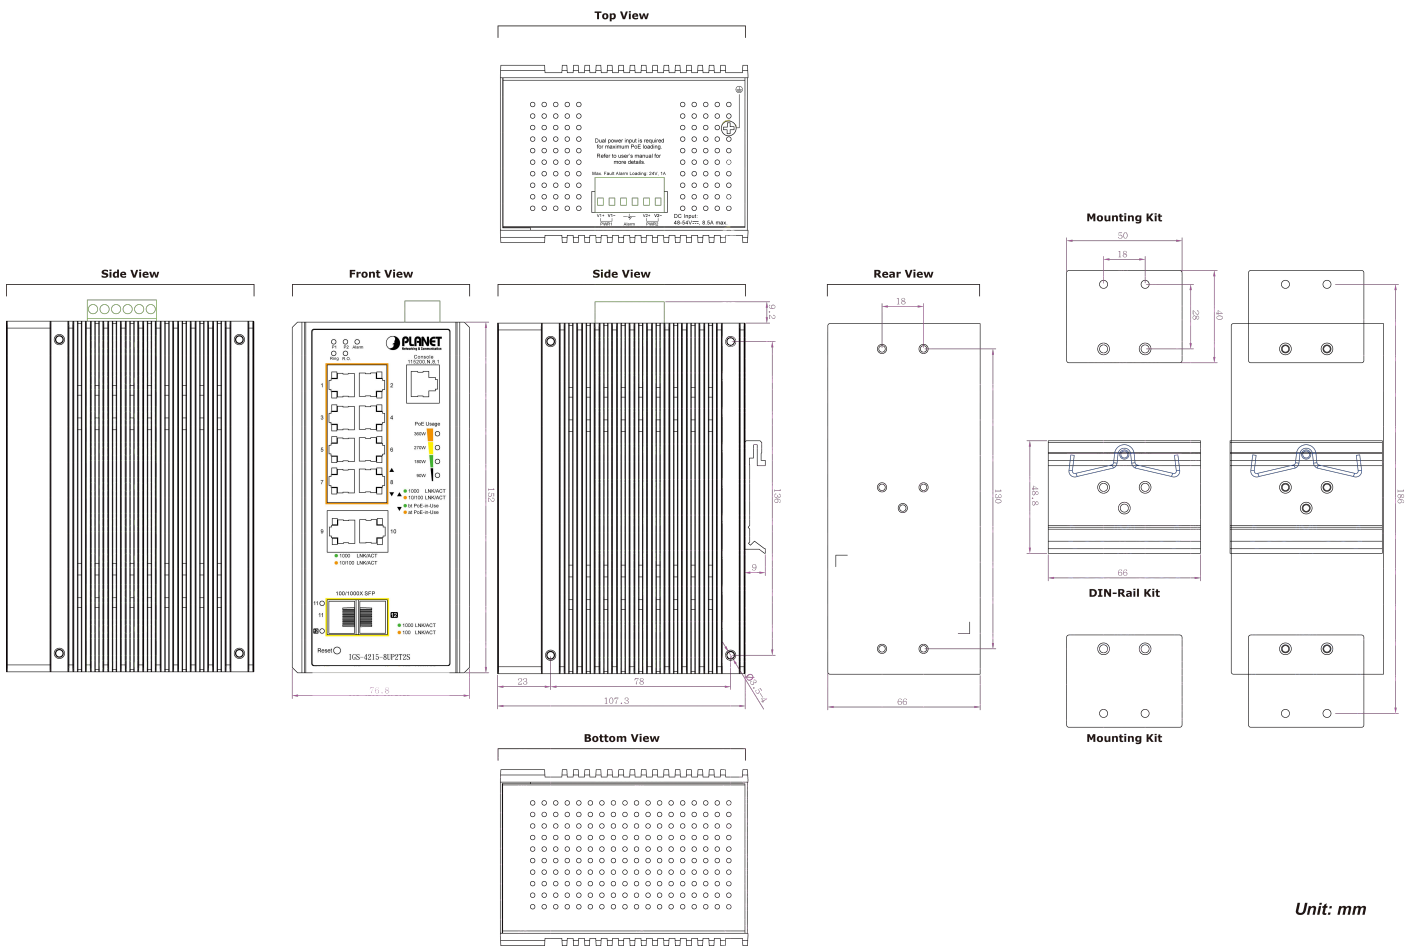 Top View
Dual power input is required
for maximum PoE loading.
Refer to user's manual for
more details.
Max. Fault Alarm Loading: 24V, 1A
V1+ V1- V2+ V2-
PWR1 Alarm PWR2
DC Input:
48-54V⎓, 8.5A max.
Side View
Front View
9.2
P1 P2 Alarm
Ring R.O.
PLANET
Networking & Communication
Console
115200,N,8,1
1 2
3 4
5 6
7 8
PoE Usage
360W
270W
180W
90W
1000 LNK/ACT
10/100 LNK/ACT
bt PoE-in-Use
at PoE-in-Use
9 10
1000 LNK/ACT
10/100 LNK/ACT
100/1000X SFP
11
11 12
1000 LNK/ACT
100 LNK/ACT
Reset
IGS-4215-8UP2T2S
152
76.8
Side View
136
9
23
78
107.3
Ø3.5-4
Rear View
18
130
66
Mounting Kit
50
18
28
40
48.8
66
DIN-Rail Kit
186
Mounting Kit
Bottom View
Unit: mm